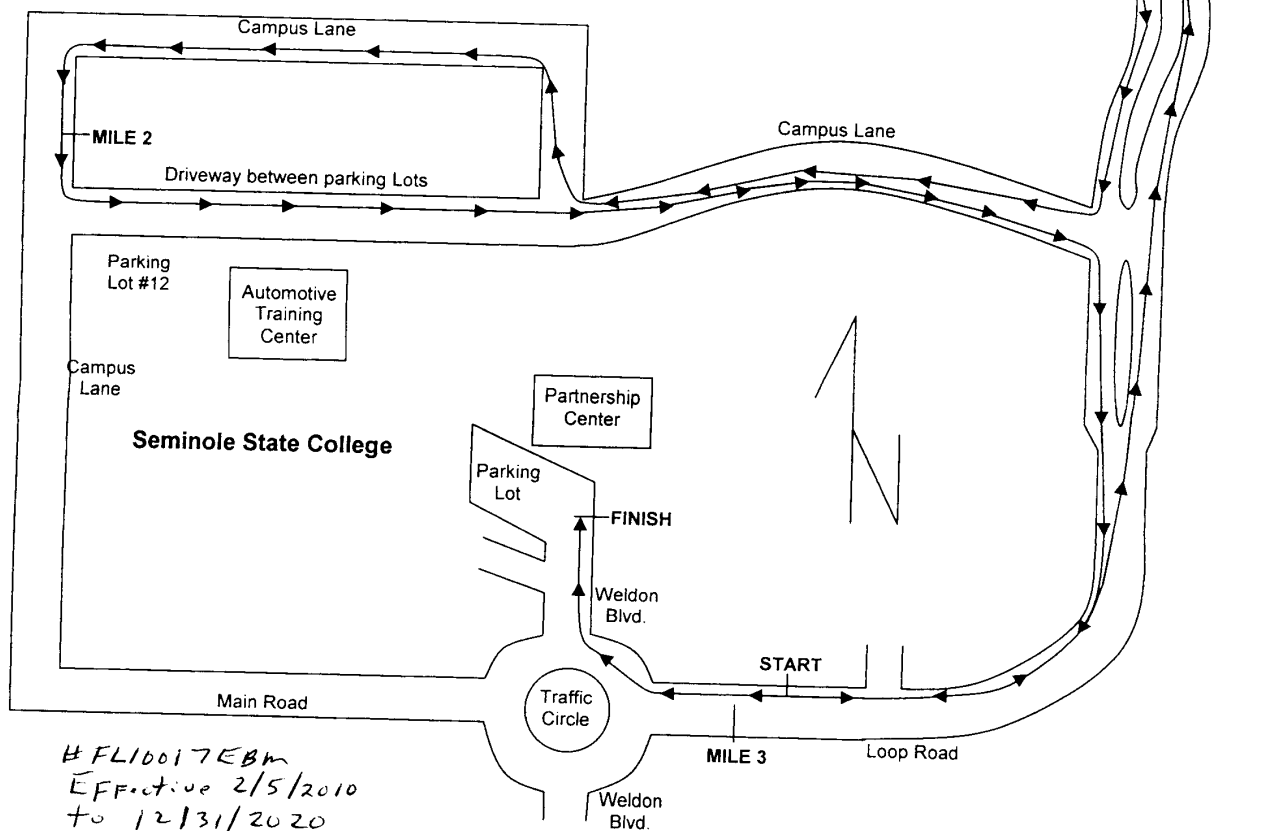 Campus Lane
MILE 2
Campus Lane
Driveway between parking Lots
Parking
Lot #12
Automotive
Training
Center
Campus
Lane
Partnership
Center
Seminole State College
Parking
Lot
FINISH
N
Weldon
Blvd.
START
Main Road
Traffic
Circle
MILE 3
Loop Road
#FL10017EBm
Effective 2/5/2010
to 12/31/2020
Weldon
Blvd.